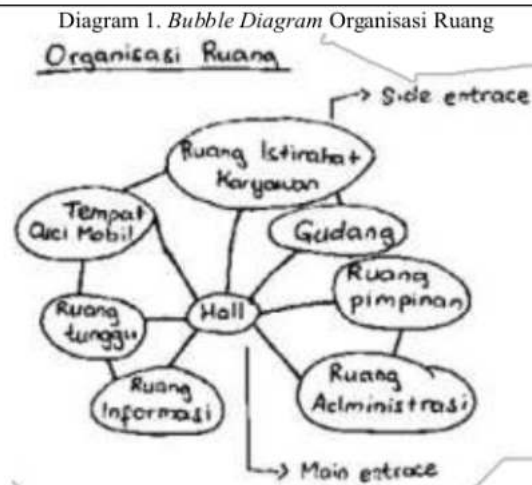 Diagram 1. Bubble Diagram Organisasi Ruang
Organisasi Ruang
Side entrace
Ruang Istirahat
Karyawan
Tempat
Cuci Mobil
Gudang
Ruang
pimpinan
Hall
Ruang
tunggu
Ruang
Informasi
Ruang
Administrasi
Main entrace